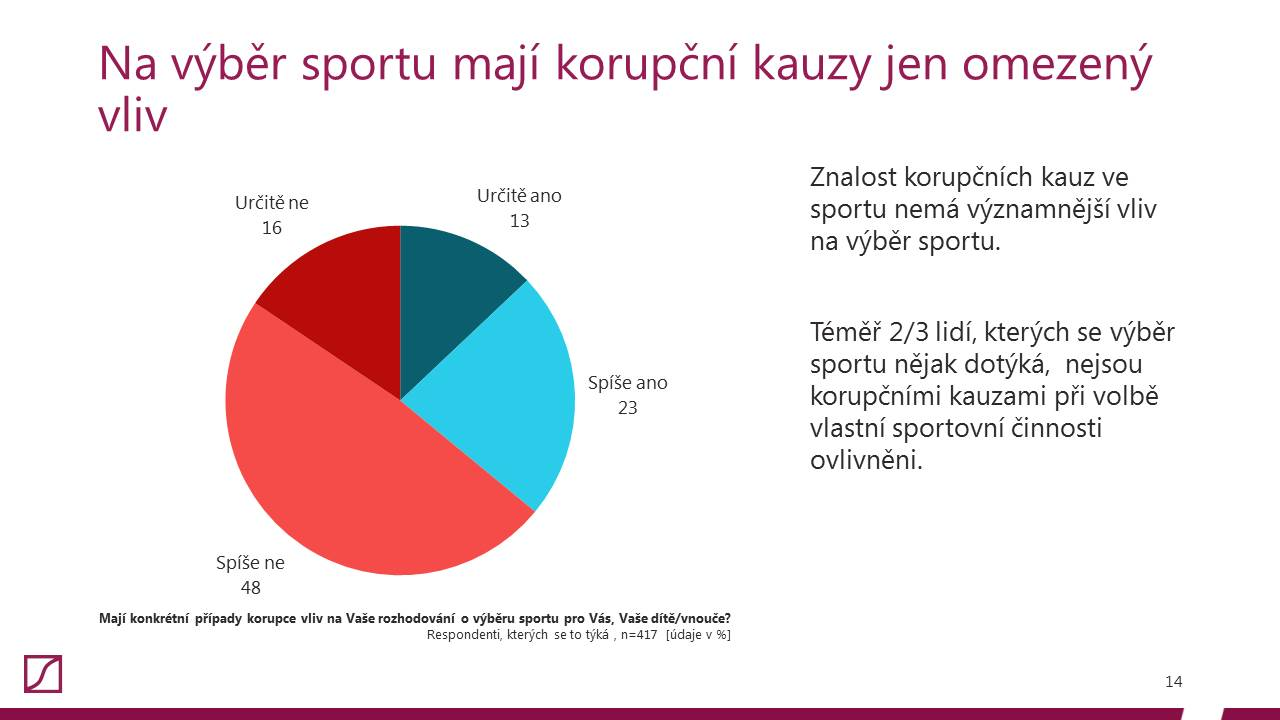 Na výběr sportu mají korupční kauzy jen omezený
vliv
Určitě ne
16
Určitě ano
13
Spíše ano
23
Spíše ne
48
Mají konkrétní případy korupce vliv na Vaše rozhodování o výběru sportu pro Vás, Vaše dítě/vnouče?
Respondenti, kterých se to týká , n=417 [údaje v %]
Znalost korupčních kauz ve
sportu nemá významnější vliv
na výběr sportu.
Téměř 2/3 lidí, kterých se výběr
sportu nějak dotýká, nejsou
korupčními kauzami při volbě
vlastní sportovní činnosti
ovlivněni.
14